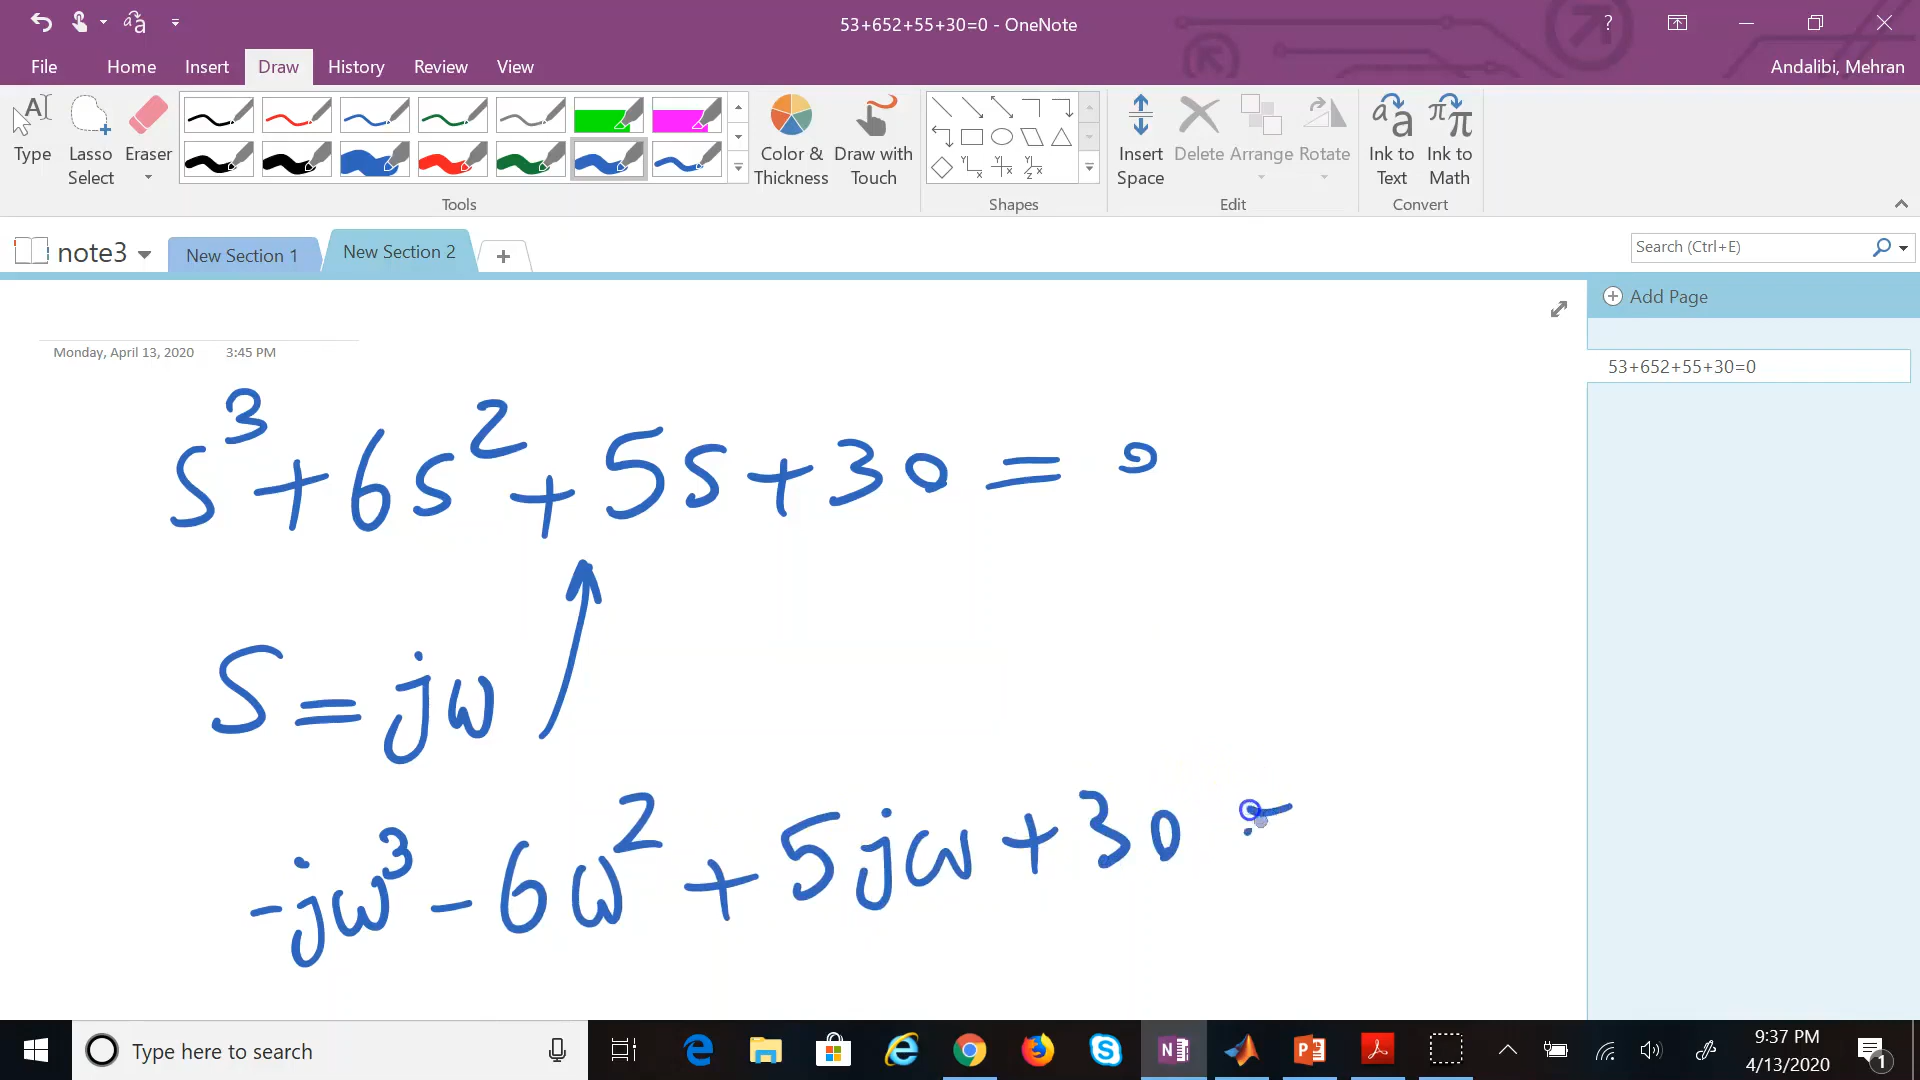 53+652+55+30=0 - OneNote
?
File Home Insert Draw History Review View
Andalibi, Mehran
Type
Lasso Select
Eraser
Color & Thickness
Draw with Touch
Insert Space
Delete
Arrange
Rotate
Ink to Text
Ink to Math
Tools
Shapes
Edit
Convert
note3
New Section 1
New Section 2
Search (Ctrl+E)
Add Page
53+652+55+30=0
Monday, April 13, 2020 3:45 PM
s³+6s²+5s+30=0
S=jω
-jω³-6ω²+5jω+30
Type here to search
9:37 PM
4/13/2020
1